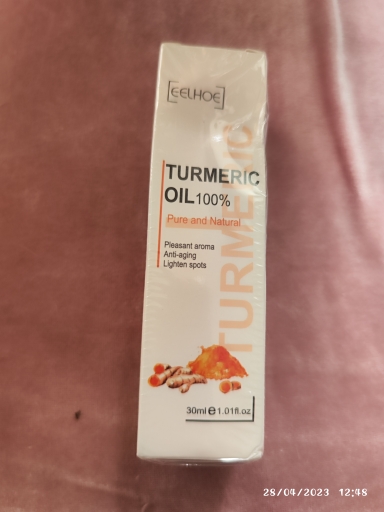 EELHOE
TURMERIC
OIL100%
Pure and Natural
Pleasant aroma
Anti-aging
Lighten spots
TURMERIC
30ml e 1.01fl.oz
28/04/2023 12:48